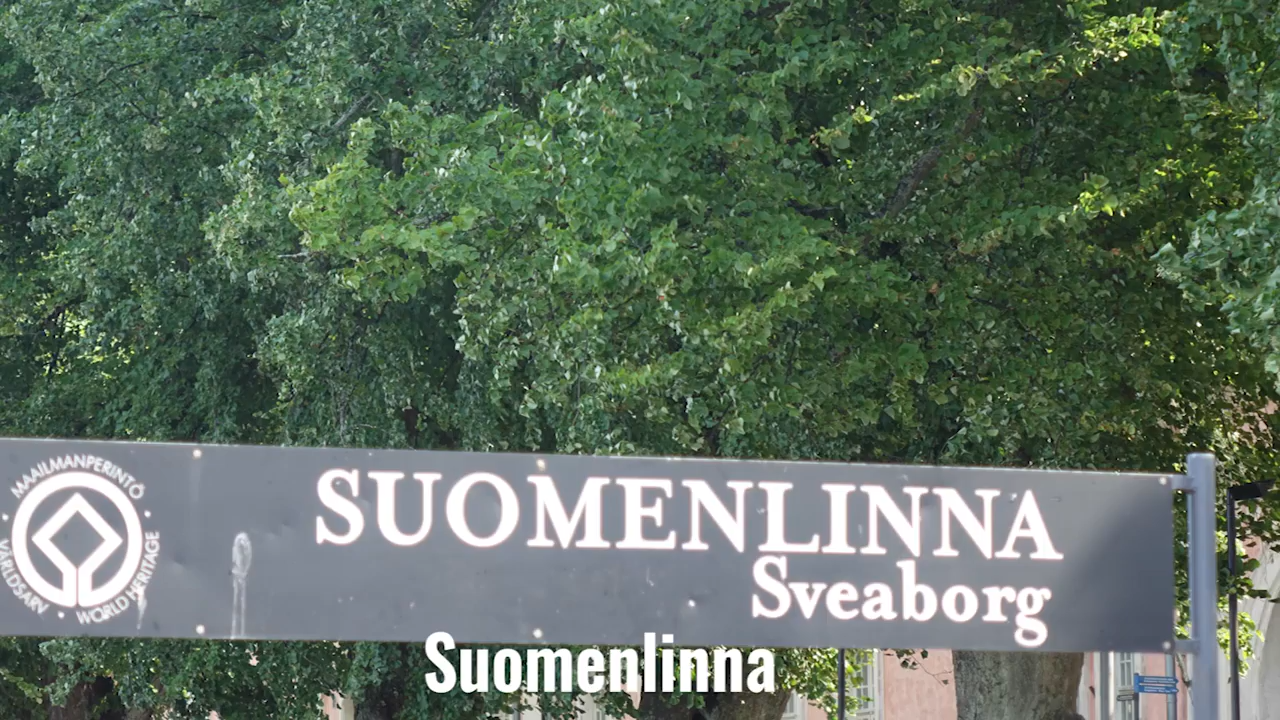 MAAILMANPERINTÖ
WORLD HERITAGE
VÄRLDSARV
SUOMENLINNA
Sveaborg
Suomenlinna